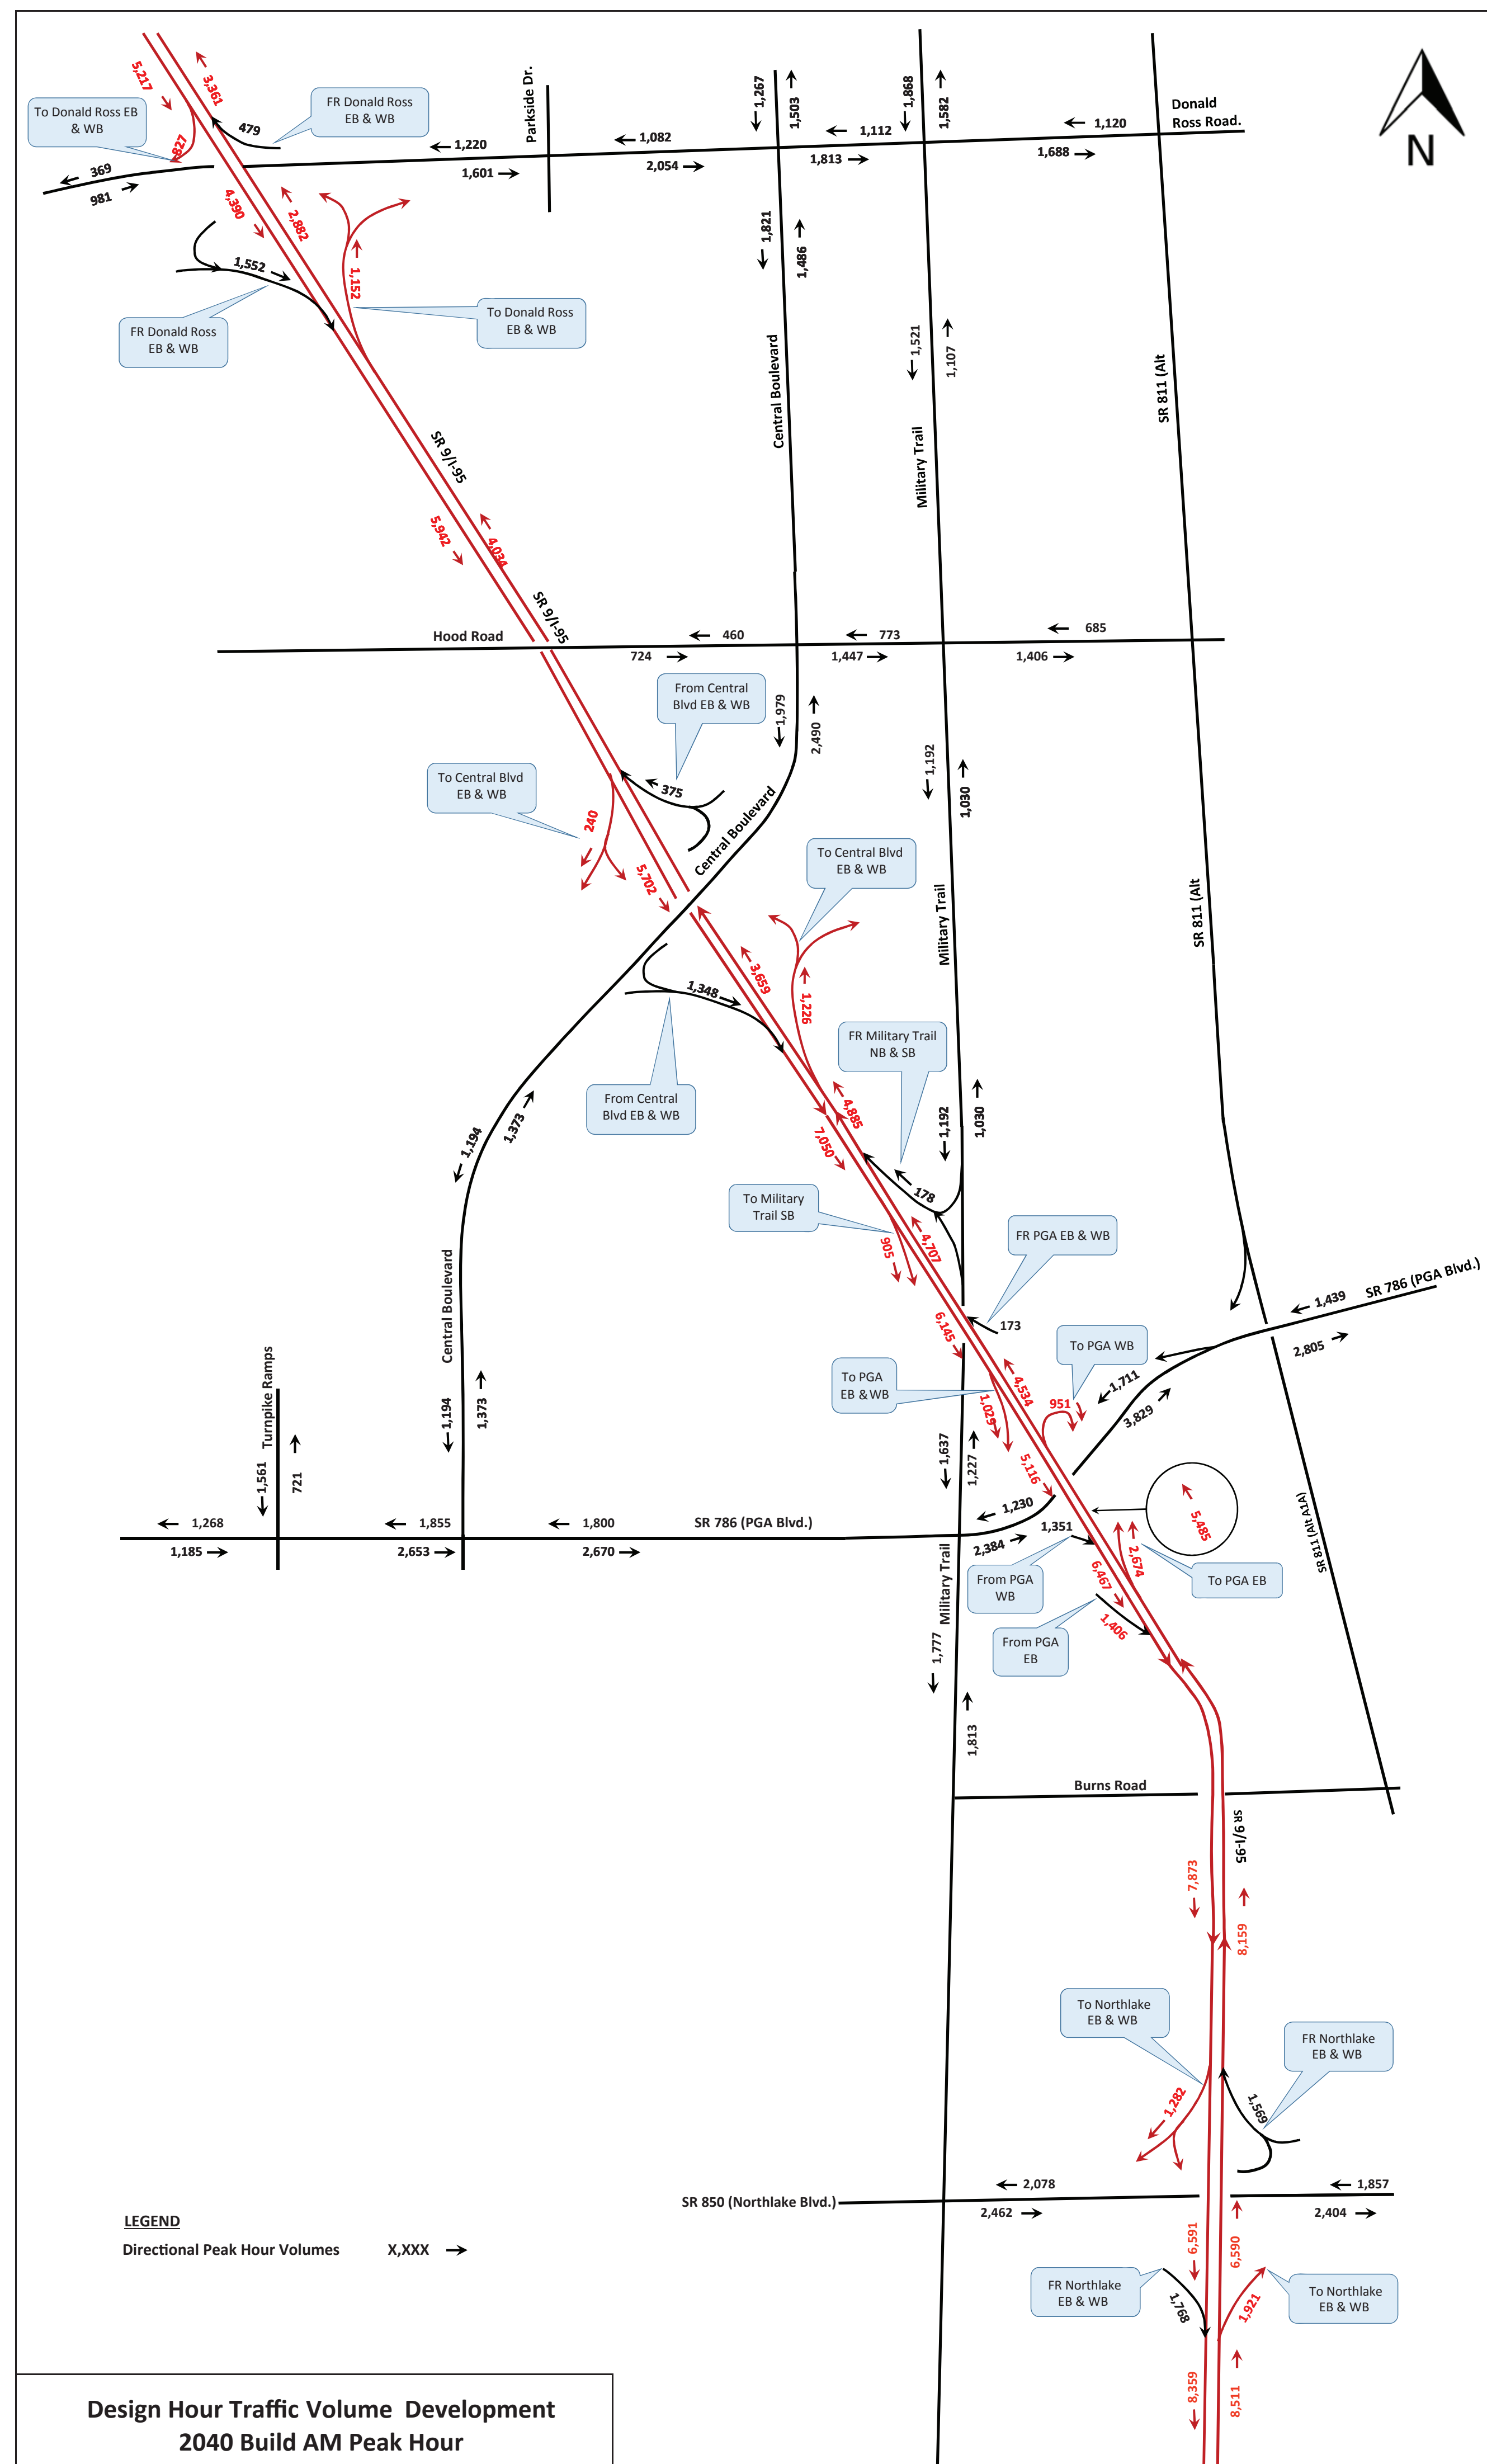 5,217
3,361
To Donald Ross EB
& WB
827
479
FR Donald Ross
EB & WB
Parkside Dr.
1,267
1,503
1,868
1,582
Donald
Ross Road.
N
369
981
1,220
1,601
1,082
2,054
1,112
1,813
1,120
1,688
4,390
2,882
1,552
1,152
FR Donald Ross
EB & WB
To Donald Ross
EB & WB
1,821
1,486
1,521
1,107
Central Boulevard
Military Trail
SR 811 (Alt
SR 9/I-95
5,942
4,034
SR 9/I-95
Hood Road
460
724
773
1,447
685
1,406
From Central
Blvd EB & WB
1,979
2,490
1,192
1,030
To Central Blvd
EB & WB
375
240
5,702
Central Boulevard
To Central Blvd
EB & WB
Military Trail
SR 811 (Alt
3,659
1,226
1,348
FR Military Trail
NB & SB
From Central
Blvd EB & WB
4,885
7,050
1,192
1,030
1,194
1,373
178
To Military
Trail SB
905
4,707
FR PGA EB & WB
173
6,145
SR 786 (PGA Blvd.)
1,439
2,805
Central Boulevard
To PGA WB
To PGA
EB & WB
1,029
4,534
951
1,711
3,829
Turnpike Ramps
1,561
721
1,194
1,373
1,637
1,227
5,116
5,485
1,268
1,185
1,855
2,653
1,800
2,670
SR 786 (PGA Blvd.)
1,230
2,384
1,351
2,674
6,467
SR 811 (Alt A1A)
From PGA
WB
To PGA EB
Military Trail
1,406
From PGA
EB
1,777
1,813
Burns Road
SR 9/I-95
7,873
8,159
To Northlake
EB & WB
FR Northlake
EB & WB
1,282
1,569
SR 850 (Northlake Blvd.)
2,078
2,462
1,857
2,404
LEGEND
Directional Peak Hour Volumes X,XXX
6,591
6,590
FR Northlake
EB & WB
1,768
1,921
To Northlake
EB & WB
8,359
8,511
Design Hour Traffic Volume Development
2040 Build AM Peak Hour